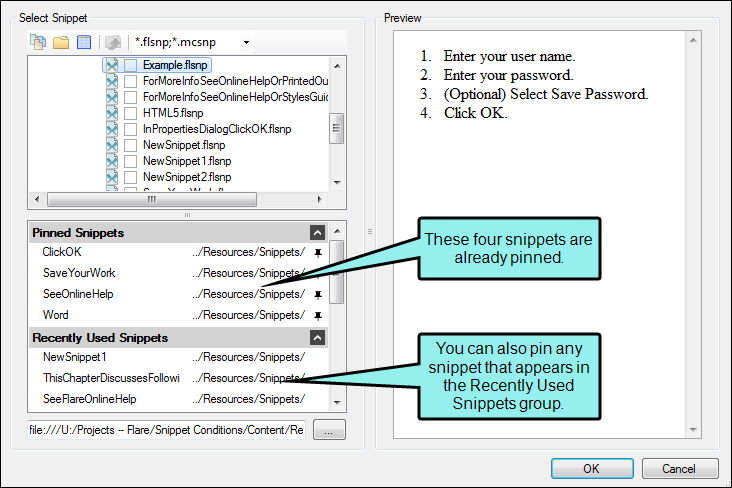 Select Snippet
*.flsnp;*.mcsnp
Example.flsnp
ForMoreInfoSeeOnlineHelpOrPrintedOu
ForMoreInfoSeeOnlineHelpOrStylesGuid
HTML5.flsnp
InPropertiesDialogClickOK.flsnp
NewSnippet.flsnp
NewSnippet1.flsnp
NewSnippet2.flsnp
Pinned Snippets
ClickOK ../Resources/Snippets/
SaveYourWork ../Resources/Snippets/
SeeOnlineHelp ../Resources/Snippets/
Word ../Resources/Snippets/
Recently Used Snippets
NewSnippet1 ../Resources/Snippets/
ThisChapterDiscussesFollowi ../Resources/Snippets/
SeeFlareOnlineHelp ../Resources/Snippets/
file:///U:/Projects -- Flare/Snippet Conditions/Content/Re
...
Preview
1. Enter your user name.
2. Enter your password.
3. (Optional) Select Save Password.
4. Click OK.
These four snippets are
already pinned.
You can also pin any
snippet that appears in
the Recently Used
Snippets group.
OK
Cancel